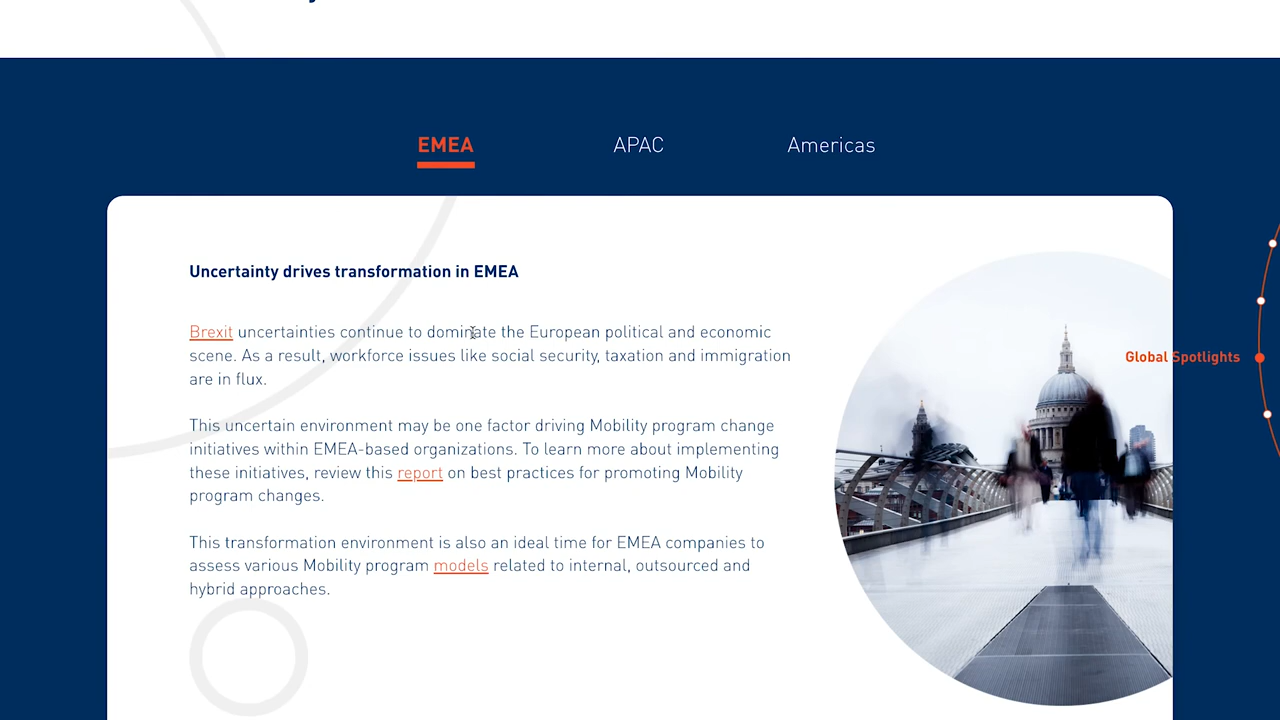 EMEA APAC Americas
Uncertainty drives transformation in EMEA
Brexit uncertainties continue to dominate the European political and economic
scene. As a result, workforce issues like social security, taxation and immigration
are in flux.
Global Spotlights
This uncertain environment may be one factor driving Mobility program change
initiatives within EMEA-based organizations. To learn more about implementing
these initiatives, review this report on best practices for promoting Mobility
program changes.
This transformation environment is also an ideal time for EMEA companies to
assess various Mobility program models related to internal, outsourced and
hybrid approaches.